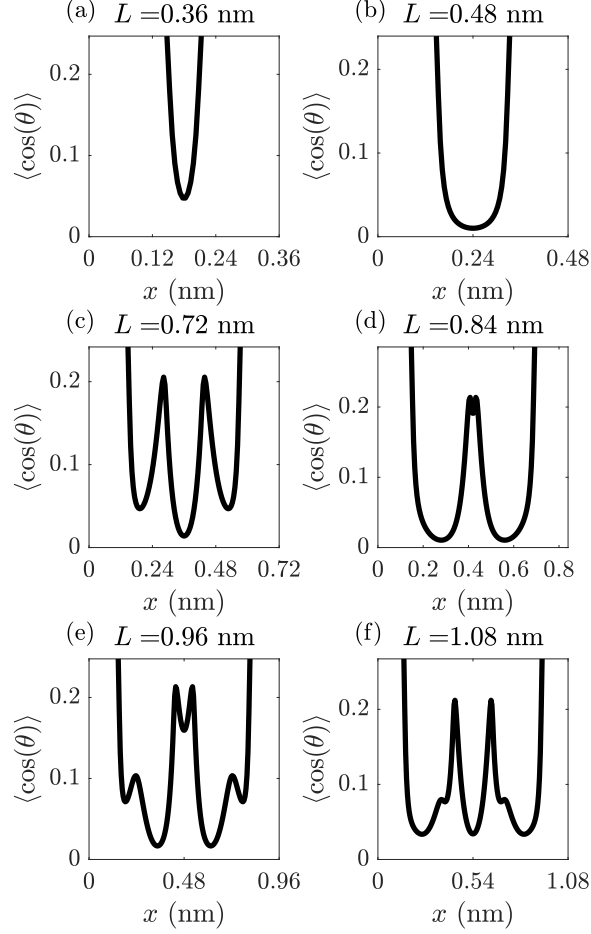 (a) L = 0.36 nm
⟨cos(θ)⟩
0.2
0.1
0
0 0.12 0.24 0.36
x (nm)
(b) L = 0.48 nm
⟨cos(θ)⟩
0.2
0.1
0
0 0.24 0.48
x (nm)
(c) L = 0.72 nm
⟨cos(θ)⟩
0.2
0.1
0
0 0.24 0.48 0.72
x (nm)
(d) L = 0.84 nm
⟨cos(θ)⟩
0.2
0.1
0
0 0.2 0.4 0.6 0.8
x (nm)
(e) L = 0.96 nm
⟨cos(θ)⟩
0.2
0.1
0
0 0.48 0.96
x (nm)
(f) L = 1.08 nm
⟨cos(θ)⟩
0.2
0.1
0
0 0.54 1.08
x (nm)